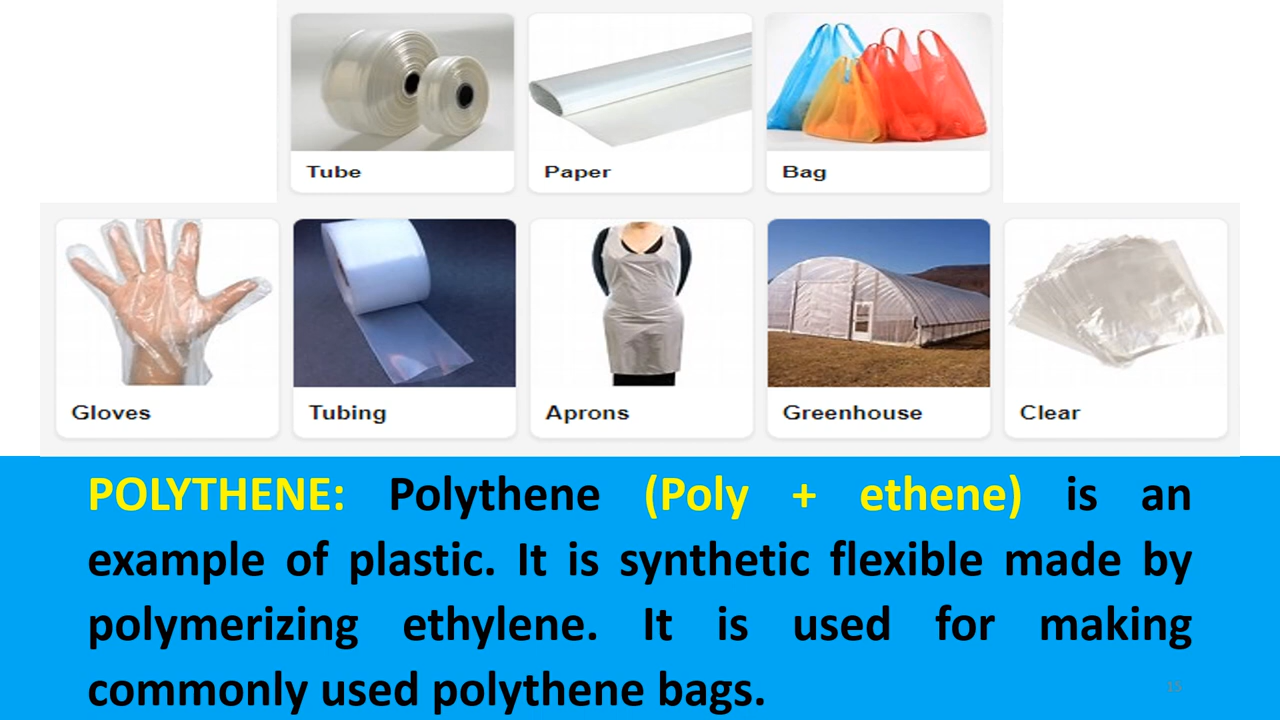 Tube Paper Bag
Gloves Tubing Aprons Greenhouse Clear
POLYTHENE: Polythene (Poly + ethene) is an
example of plastic. It is synthetic flexible made by
polymerizing ethylene. It is used for making
commonly used polythene bags.
15